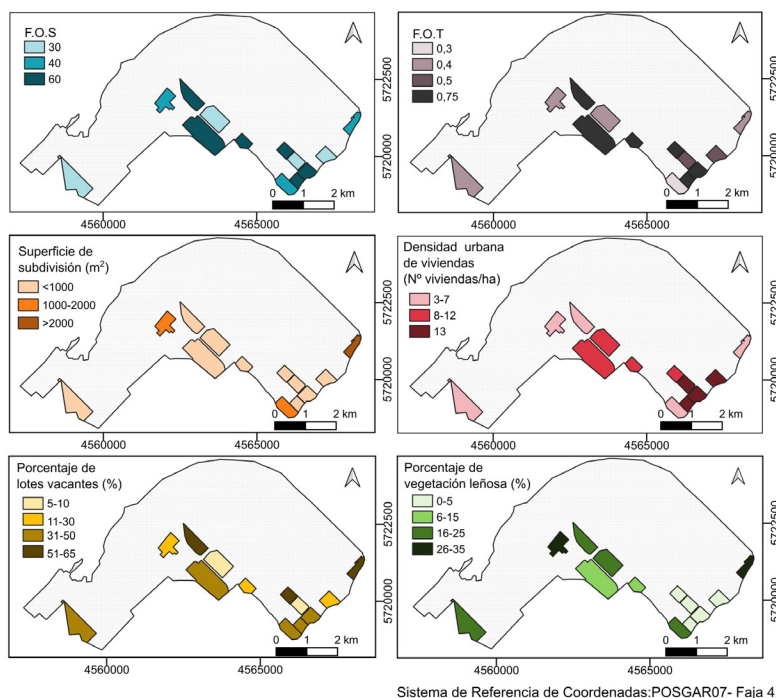 F.O.S
30
40
60
5722500
5720000
0 1 2 km
4560000 4565000
F.O.T
0,3
0,4
0,5
0,75
5722500
5720000
0 1 2 km
4560000 4565000
Superficie de
subdivisión (m²)
<1000
1000-2000
>2000
5722500
5720000
0 1 2 km
4560000 4565000
Densidad urbana
de viviendas
(Nº viviendas/ha)
3-7
8-12
13
5722500
5720000
0 1 2 km
4560000 4565000
Porcentaje de
lotes vacantes (%)
5-10
11-30
31-50
51-65
5722500
5720000
0 1 2 km
4560000 4565000
Porcentaje de
vegetación leñosa (%)
0-5
6-15
16-25
26-35
5722500
5720000
0 1 2 km
4560000 4565000
Sistema de Referencia de Coordenadas:POSGAR07- Faja 4